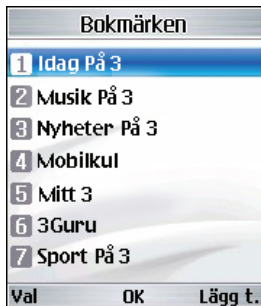 Bokmärken
1 Idag På 3
2 Musik På 3
3 Nyheter På 3
4 Mobilkul
5 Mitt 3
6 3Guru
7 Sport På 3
Val OK Lägg t.